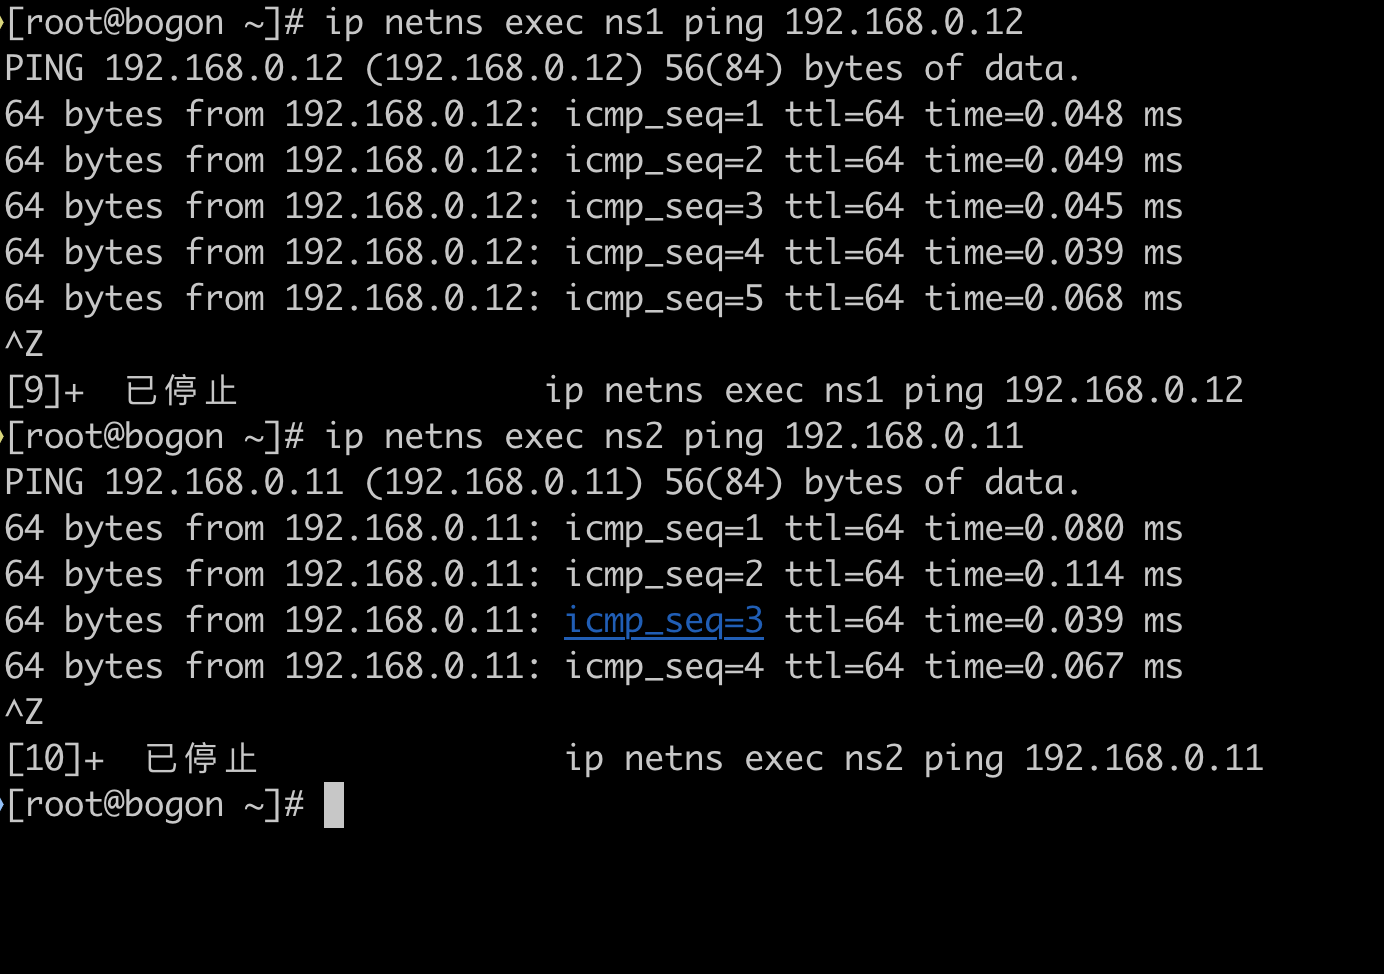 [root@bogon ~]# ip netns exec ns1 ping 192.168.0.12
PING 192.168.0.12 (192.168.0.12) 56(84) bytes of data.
64 bytes from 192.168.0.12: icmp_seq=1 ttl=64 time=0.048 ms
64 bytes from 192.168.0.12: icmp_seq=2 ttl=64 time=0.049 ms
64 bytes from 192.168.0.12: icmp_seq=3 ttl=64 time=0.045 ms
64 bytes from 192.168.0.12: icmp_seq=4 ttl=64 time=0.039 ms
64 bytes from 192.168.0.12: icmp_seq=5 ttl=64 time=0.068 ms
^Z
[9]+  已停止               ip netns exec ns1 ping 192.168.0.12
[root@bogon ~]# ip netns exec ns2 ping 192.168.0.11
PING 192.168.0.11 (192.168.0.11) 56(84) bytes of data.
64 bytes from 192.168.0.11: icmp_seq=1 ttl=64 time=0.080 ms
64 bytes from 192.168.0.11: icmp_seq=2 ttl=64 time=0.114 ms
64 bytes from 192.168.0.11: icmp_seq=3 ttl=64 time=0.039 ms
64 bytes from 192.168.0.11: icmp_seq=4 ttl=64 time=0.067 ms
^Z
[10]+  已停止               ip netns exec ns2 ping 192.168.0.11
[root@bogon ~]#